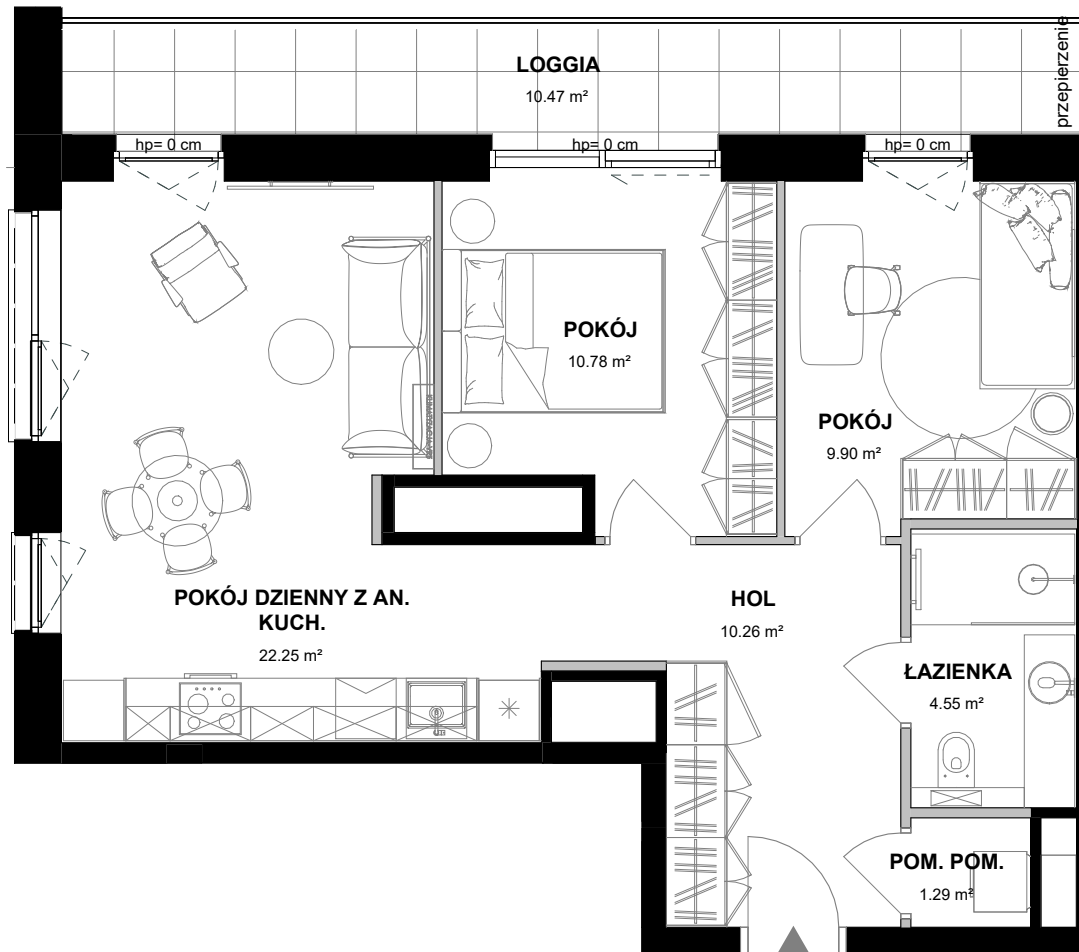 przepierzenie
LOGGIA
10.47 m²
hp= 0 cm
hp= 0 cm
hp= 0 cm
POKÓJ
10.78 m²
POKÓJ
9.90 m²
POKÓJ DZIENNY Z AN.
KUCH.
22.25 m²
HOL
10.26 m²
ŁAZIENKA
4.55 m²
POM. POM.
1.29 m²